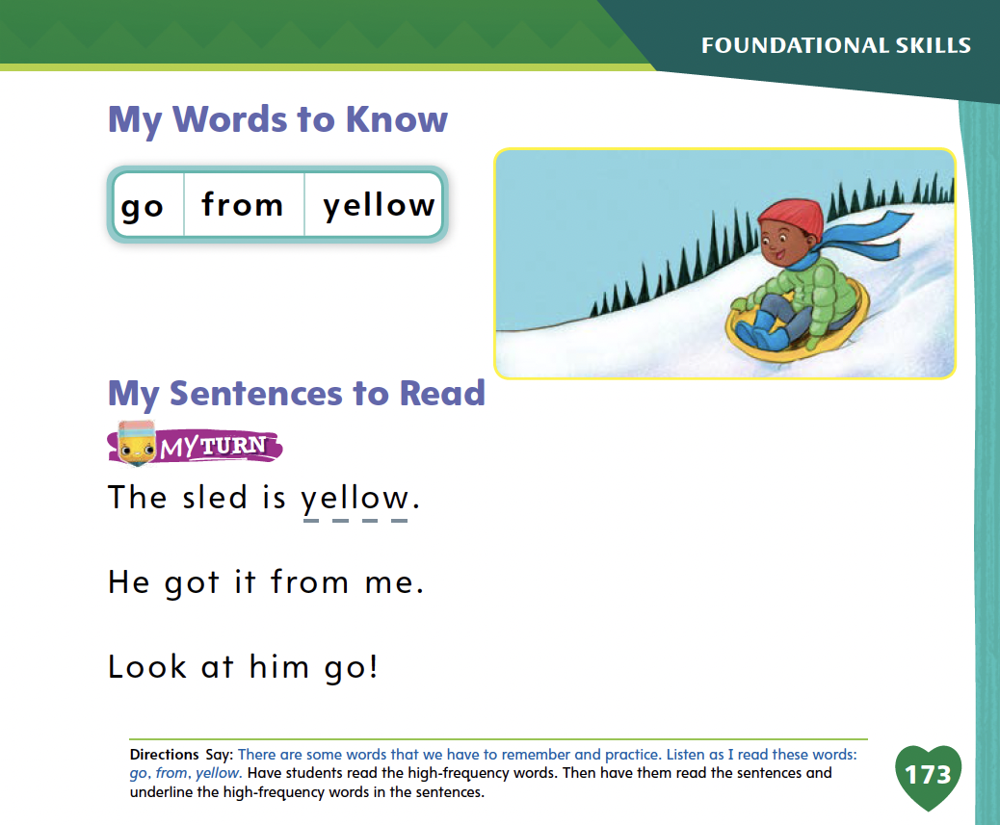 FOUNDATIONAL SKILLS
My Words to Know
go from yellow
My Sentences to Read
MY TURN
The sled is yellow.
He got it from me.
Look at him go!
Directions Say: There are some words that we have to remember and practice. Listen as I read these words:
go, from, yellow. Have students read the high-frequency words. Then have them read the sentences and
underline the high-frequency words in the sentences.
173